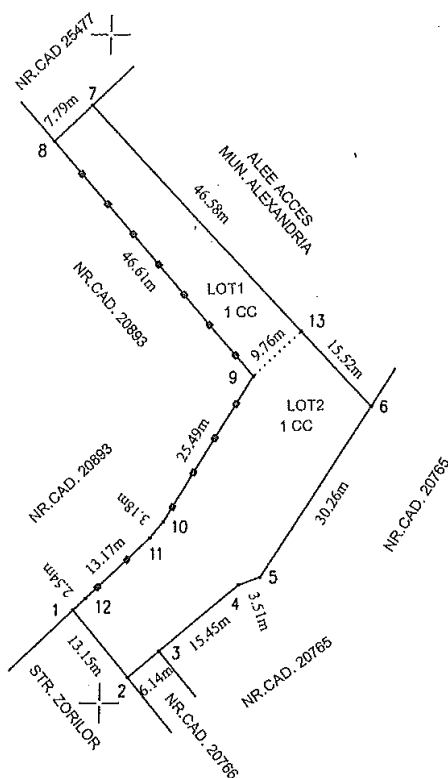 NR.CAD 25477
7
7.79m
8
ALEE ACCES
MUN. ALEXANDRIA
46.58m
46.61m
NR.CAD. 20893
LOT1
1 CC
9.76m
13
15.52m
9
LOT2
1 CC
6
25.49m
NR.CAD. 20893
3.18m
10
30.26m
NR.CAD. 20765
11
13.17m
2.54m
5
4
3.51m
1
12
15.45m
13.15m
3
NR.CAD. 20765
2
6.14m
STR. ZORILOR
NR.CAD. 20766